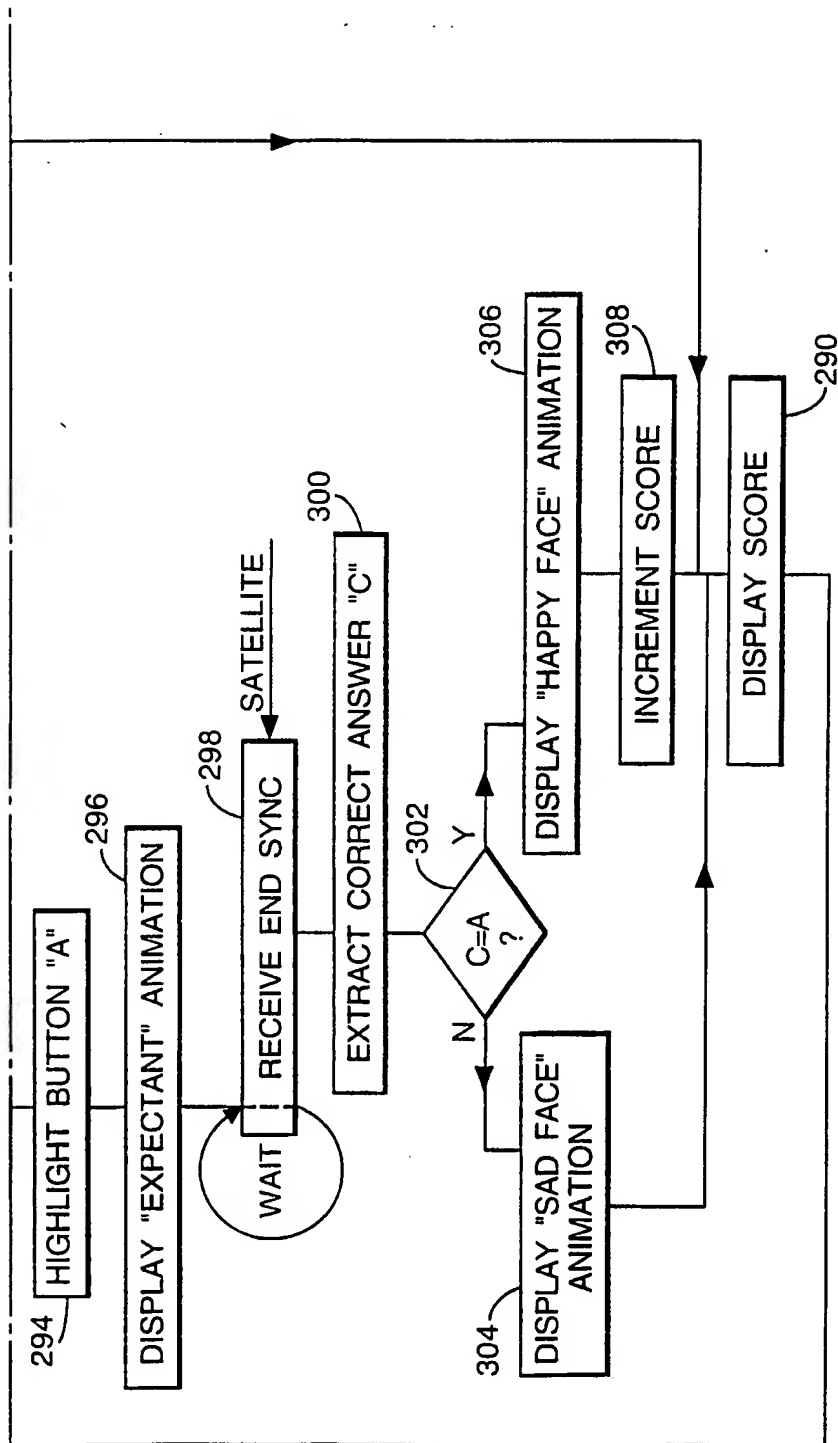 294
HIGHLIGHT BUTTON "A"
296
DISPLAY "EXPECTANT" ANIMATION
298
WAIT
RECEIVE END SYNC
SATELLITE
300
EXTRACT CORRECT ANSWER "C"
302
C=A
?
N
Y
304
DISPLAY "SAD FACE"
ANIMATION
306
DISPLAY "HAPPY FACE" ANIMATION
308
INCREMENT SCORE
290
DISPLAY SCORE